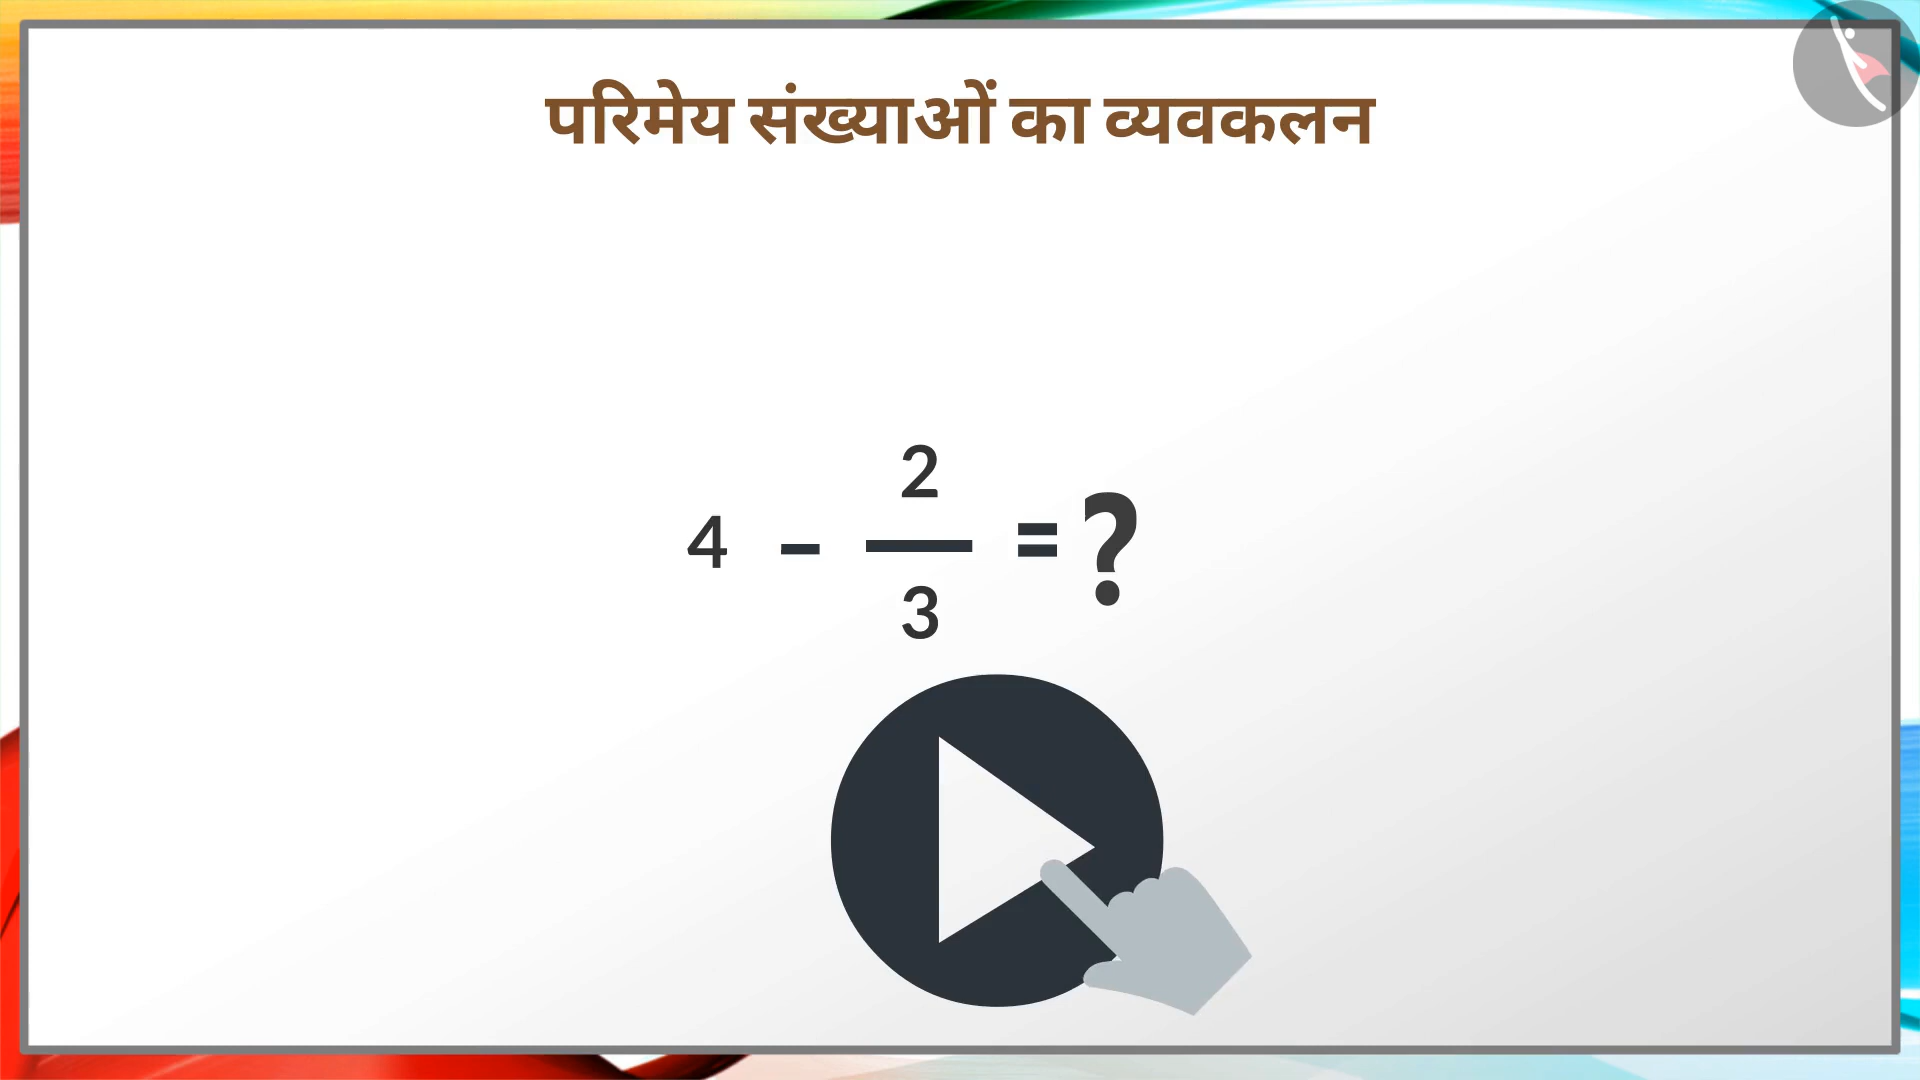 परिमेय संख्याओं का व्यवकलन
2
4 - — = ?
3